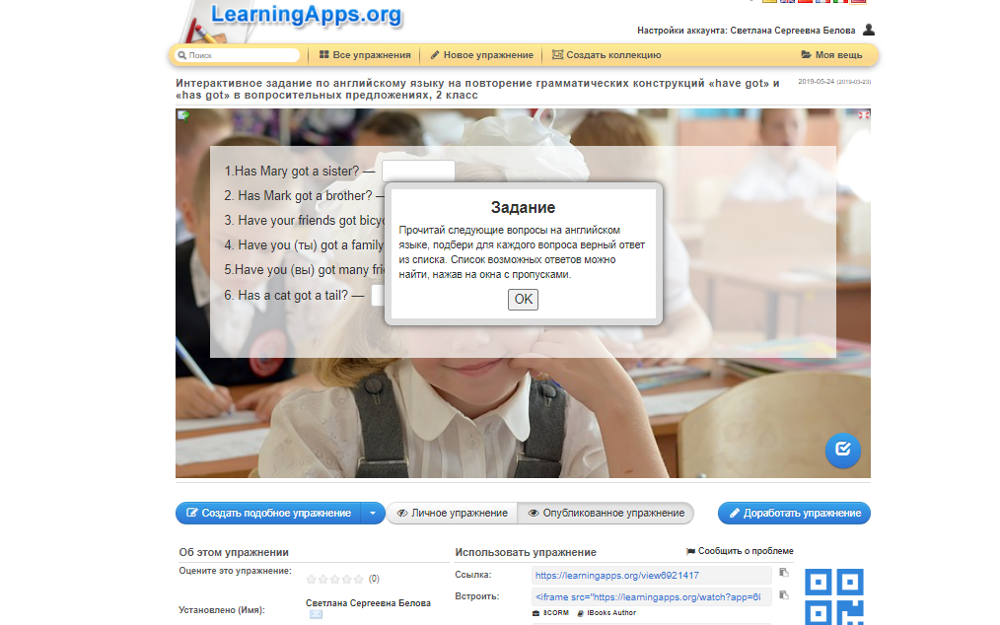 LearningApps.org
Настройки аккаунта: Светлана Сергеевна Белова
Поиск
Все упражнения
Новое упражнение
Создать коллекцию
Моя вещь
Интерактивное задание по английскому языку на повторение грамматических конструкций «have got» и
«has got» в вопросительных предложениях, 2 класс
2019-05-24 (2019-03-23)
1.Has Mary got a sister? —
2. Has Mark got a brother? —
3. Have your friends got
4. Have you (ты) got a family
5.Have you (вы) got many
6. Has a cat got a tail? —
Задание
Прочитай следующие вопросы на английском
языке, подбери для каждого вопроса верный ответ
из списка. Список возможных ответов можно
найти, нажав на окна с пропусками.
OK
Создать подобное упражнение
Личное упражнение
Опубликованное упражнение
Доработать упражнение
Об этом упражнении
Оцените это упражнение:
(0)
Установлено (Имя):
Светлана Сергеевна Белова
Использовать упражнение
Сообщить о проблеме
Ссылка:
https://learningapps.org/view6921417
Встроить:
<iframe src="https://learningapps.org/watch?app=
SCORM
iBooks Author